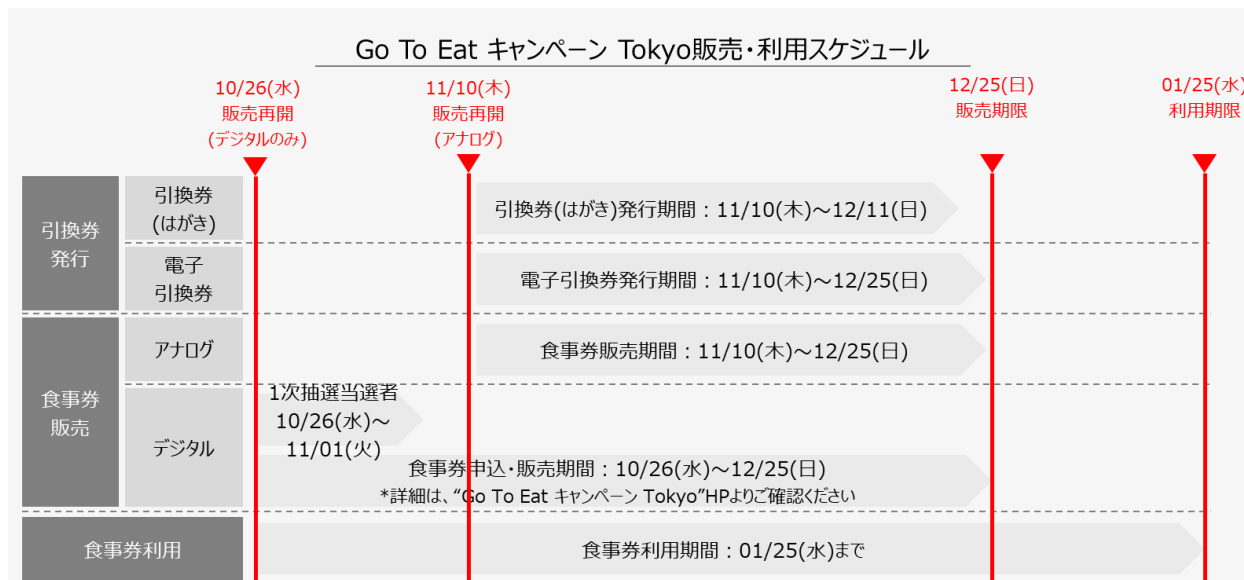 Go To Eat キャンペーン Tokyo販売・利用スケジュール
10/26(水)
販売再開
(デジタルのみ)
11/10(木)
販売再開
(アナログ)
12/25(日)
販売期限
01/25(水)
利用期限
引換券
発行
引換券
(はがき)
引換券(はがき)発行期間：11/10(木)～12/11(日)
電子
引換券
電子引換券発行期間：11/10(木)～12/25(日)
食事券
販売
アナログ
食事券販売期間：11/10(木)～12/25(日)
デジタル
1次抽選当選者
10/26(水)～
11/01(火)
食事券申込・販売期間：10/26(水)～12/25(日)
*詳細は、“Go To Eat キャンペーン Tokyo”HPよりご確認ください
食事券利用
食事券利用期間：01/25(水)まで